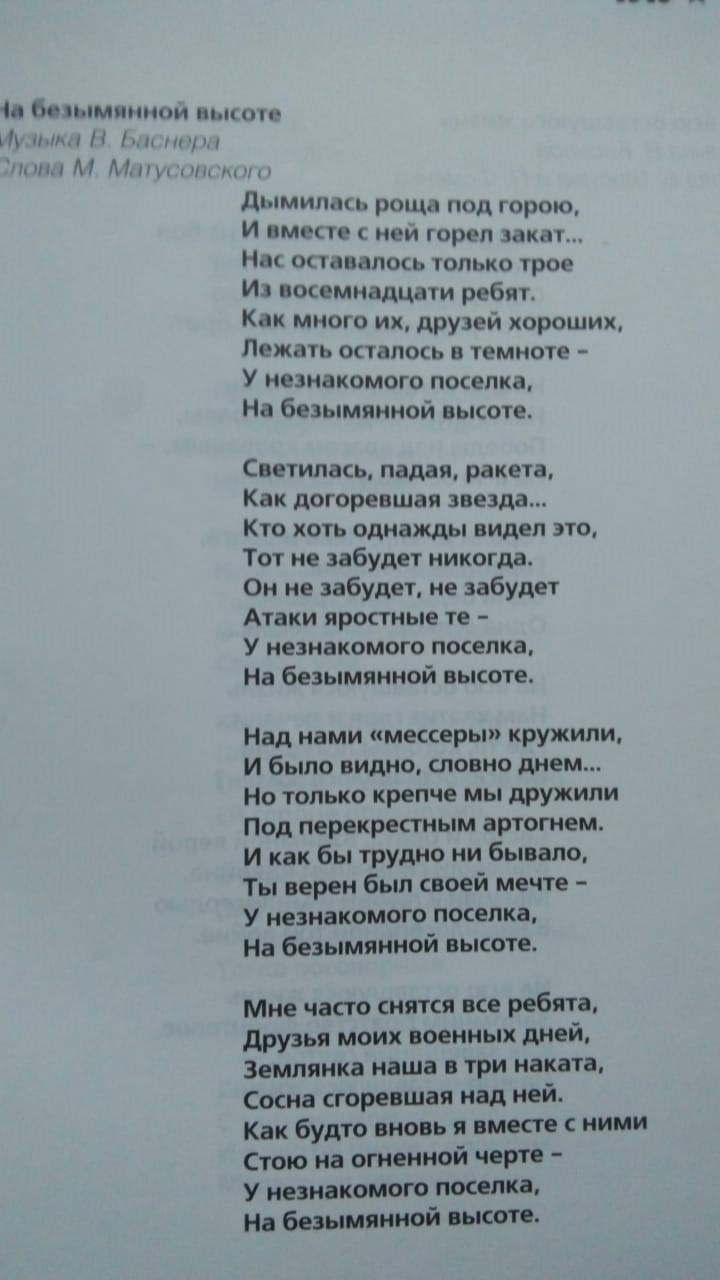 На безымянной высоте
Музыка В. Баснера
Слова М. Матусовского
Дымилась роща под горою,
И вместе с ней горел закат...
Нас оставалось только трое
Из восемнадцати ребят.
Как много их, друзей хороших,
Лежать осталось в темноте –
У незнакомого поселка,
На безымянной высоте.
Светилась, падая, ракета,
Как догоревшая звезда...
Кто хоть однажды видел это,
Тот не забудет никогда.
Он не забудет, не забудет
Атаки яростные те –
У незнакомого поселка,
На безымянной высоте.
Над нами «мессеры» кружили,
И было видно, словно днем...
Но только крепче мы дружили
Под перекрестным артогнем.
И как бы трудно ни бывало,
Ты верен был своей мечте –
У незнакомого поселка,
На безымянной высоте.
Мне часто снятся все ребята,
Друзья моих военных дней,
Землянка наша в три наката,
Сосна сгоревшая над ней.
Как будто вновь я вместе с ними
Стою на огненной черте –
У незнакомого поселка,
На безымянной высоте.